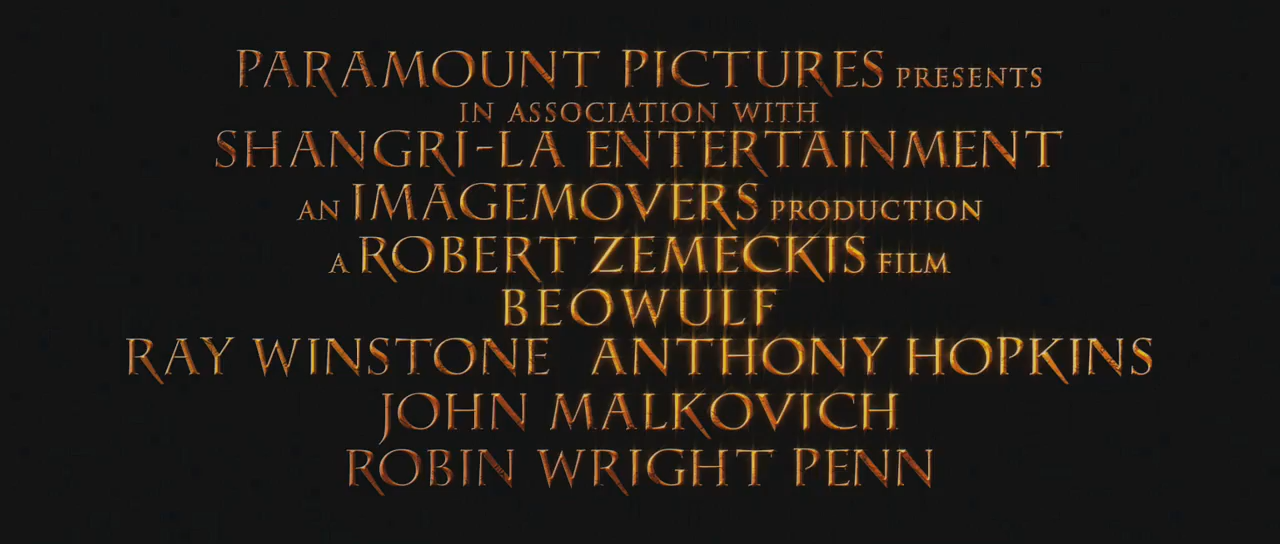 PARAMOUNT PICTURES PRESENTS
IN ASSOCIATION WITH
SHANGRI-LA ENTERTAINMENT
AN IMAGEMOVERS PRODUCTION
A ROBERT ZEMECKIS FILM
BEOWULF
RAY WINSTONE ANTHONY HOPKINS
JOHN MALKOVICH
ROBIN WRIGHT PENN